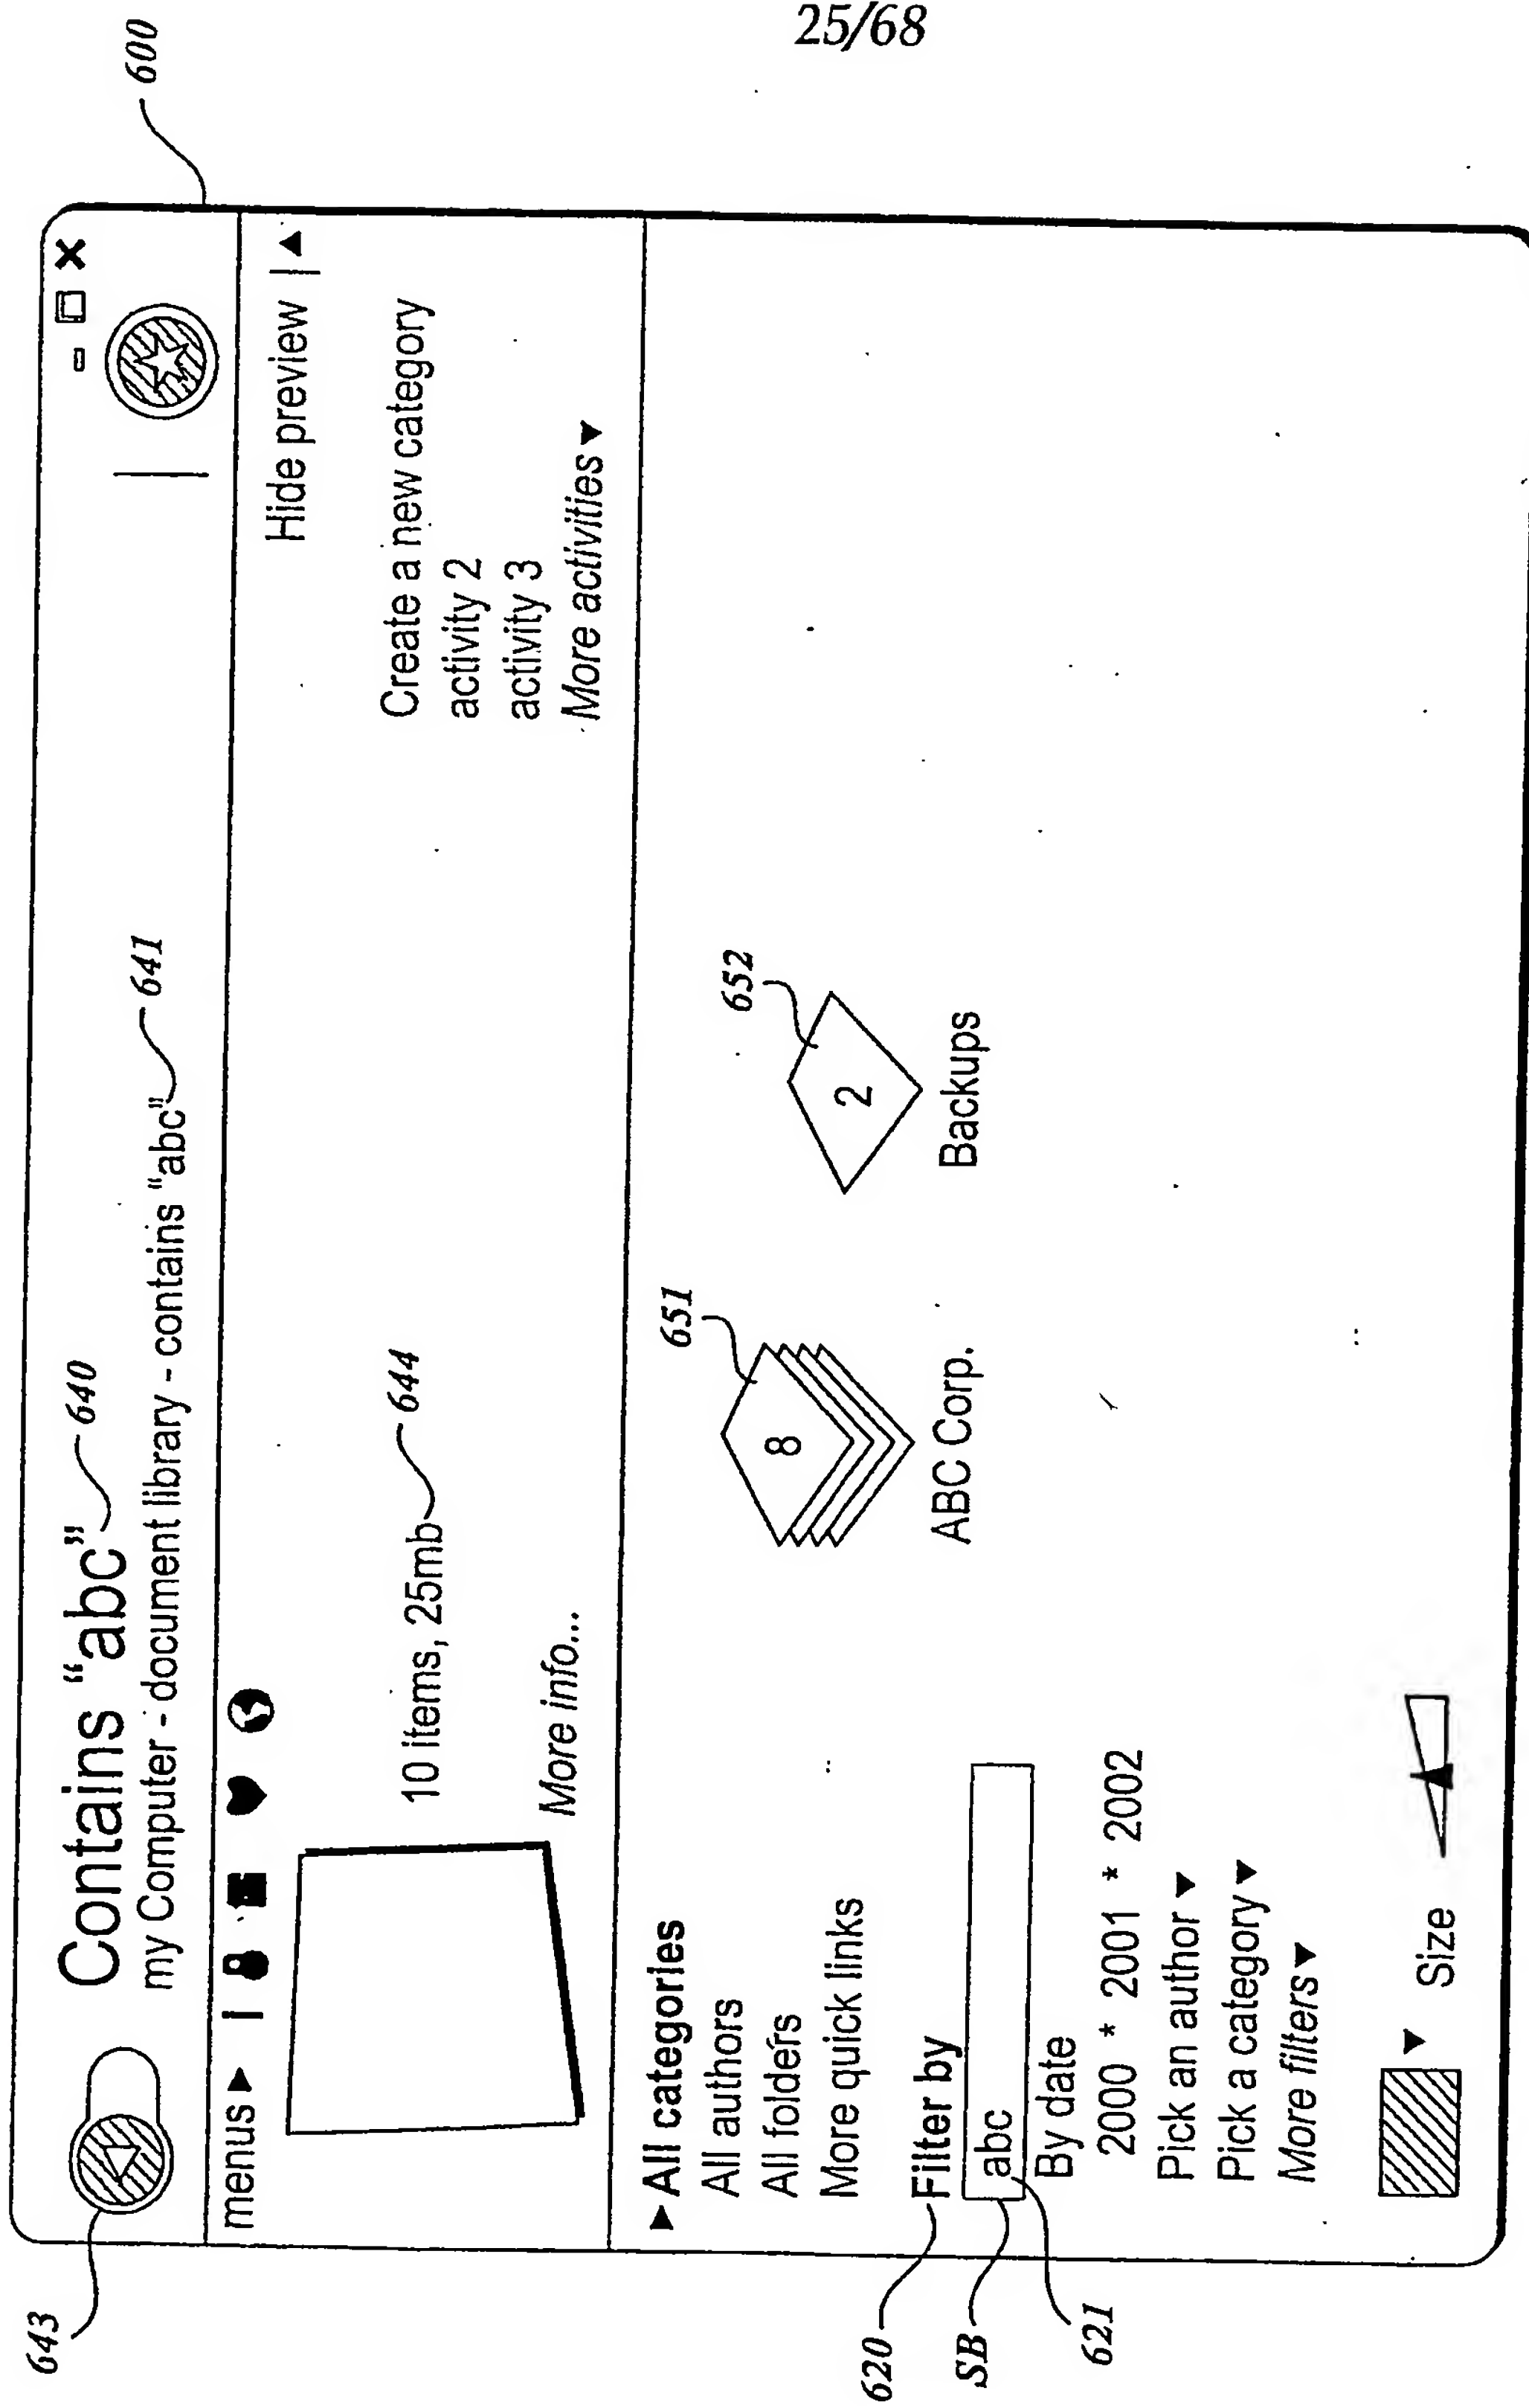 25/68
600
643
Contains “abc”
640
my Computer - document library - contains “abc”
641
menus
Hide preview
10 items, 25mb
644
More info...
Create a new category
activity 2
activity 3
More activities
All categories
All authors
All folders
More quick links
620
Filter by
SB
abc
621
By date
2000 * 2001 * 2002
Pick an author
Pick a category
More filters
Size
651
8
ABC Corp.
652
2
Backups